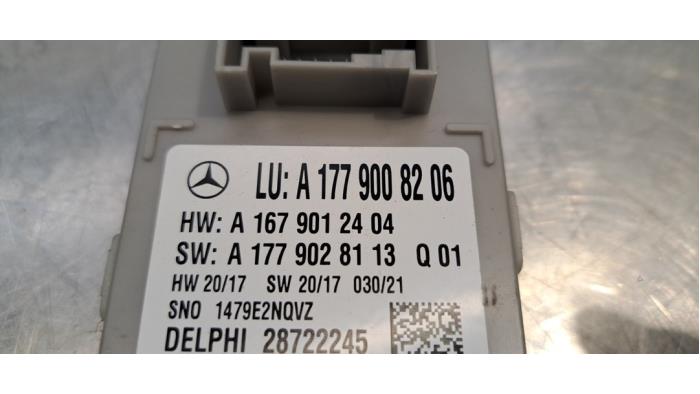 LU: A 177 900 82 06
HW: A 167 901 24 04
SW: A 177 902 81 13 Q 01
HW 20/17 SW 20/17 030/21
SNO 1479E2NQVZ
DELPHI 28722245